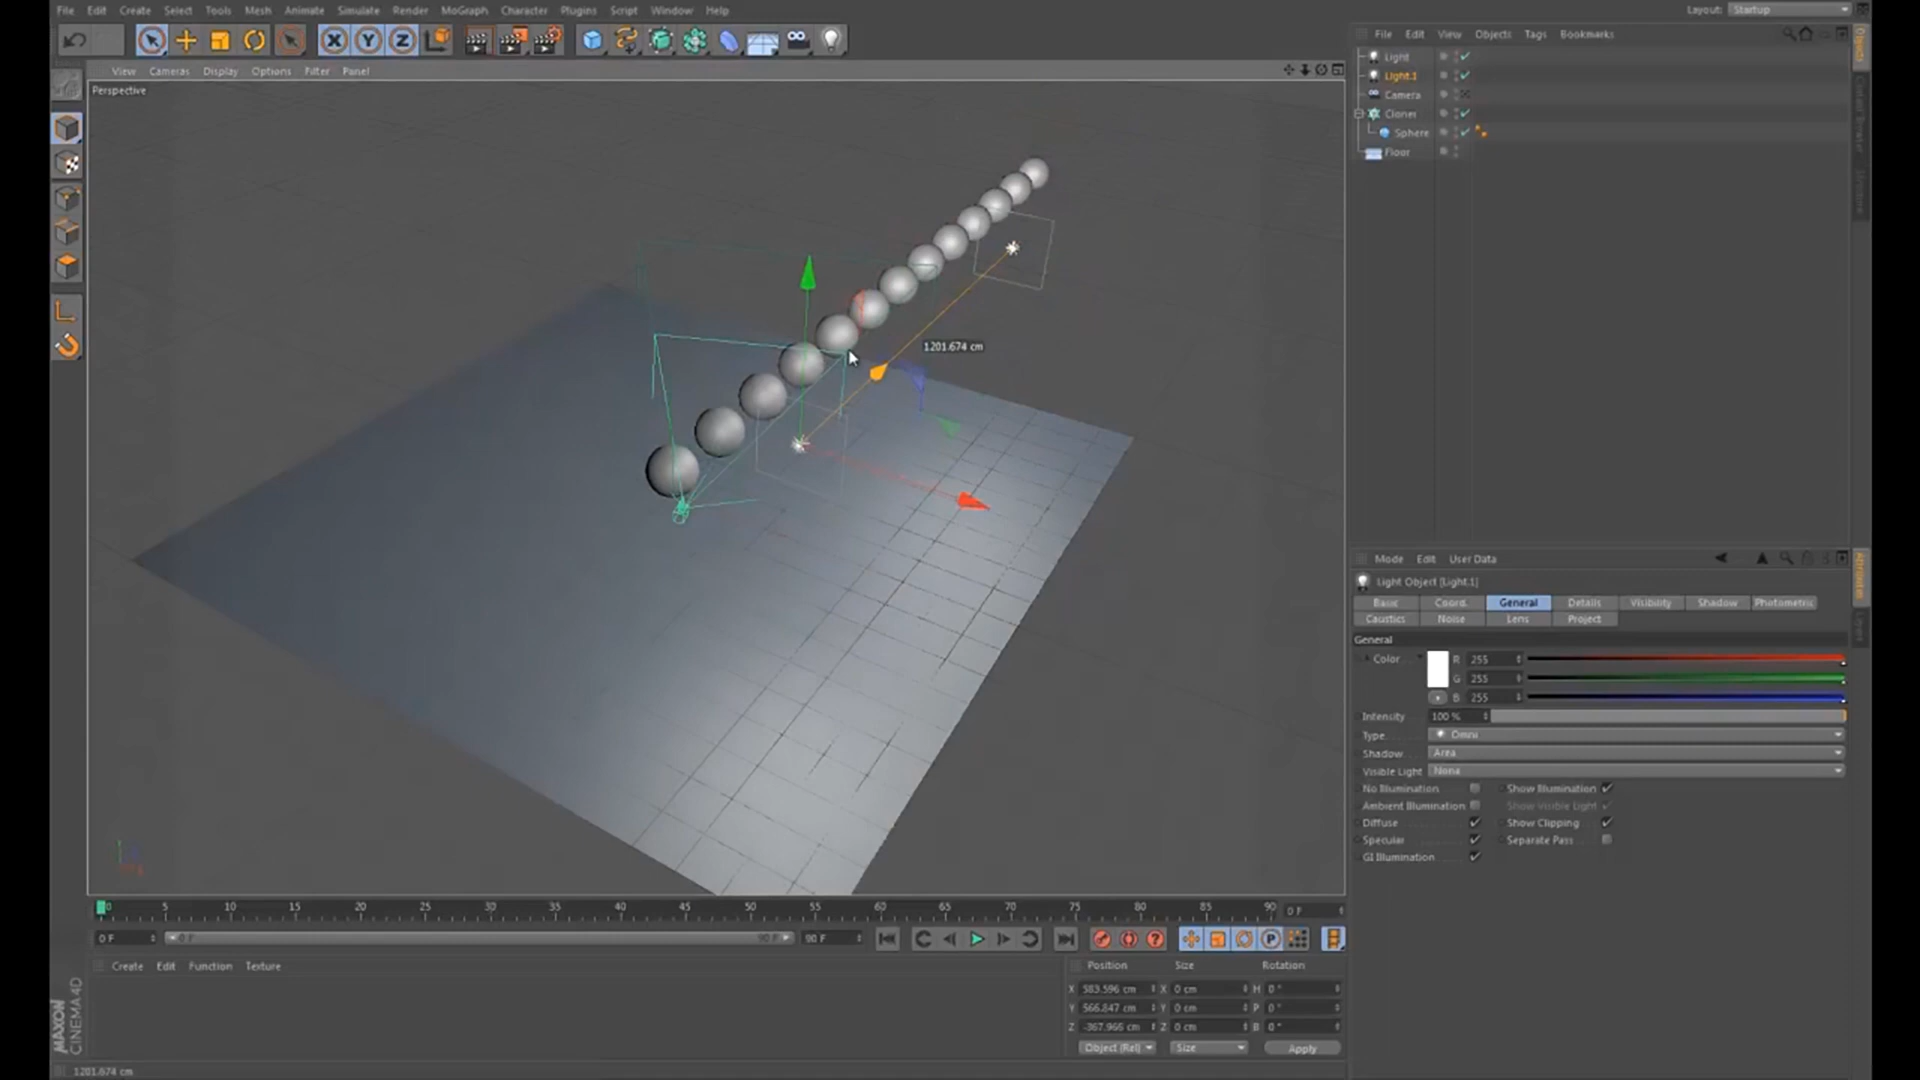 File Edit Create Select Tools Mesh Animate Simulate Render MoGraph Character Plugins Script Window Help
Layout: Startup
File Edit View Objects Tags Bookmarks
View Cameras Display Options Filter Panel
Perspective
Light
Light.1
Camera
Cloner
Sphere
Floor
1201.674 cm
Mode Edit User Data
Light Object [Light.1]
Basic Coord. General Details Visibility Shadow Photometric
Caustics Noise Lens Project
General
Color R 255
G 255
B 255
Intensity 100 %
Type Omni
Shadow Area
Visible Light None
No Illumination Show Illumination
Ambient Illumination Show Visible Light
Diffuse Show Clipping
Specular Separate Pass
GI Illumination
0 5 10 15 20 25 30 35 40 45 50 55 60 65 70 75 80 85 90 0 F
0 F 0 F 90 F 90 F
Create Edit Function Texture
Position Size Rotation
X 583.596 cm X 0 cm H 0 °
Y 566.847 cm Y 0 cm P 0 °
Z -367.965 cm Z 0 cm B 0 °
Object (Rel) Size Apply
MAXON
CINEMA 4D
1201.674 cm
Objects
Attributes